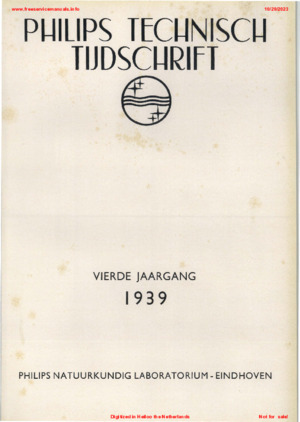 www.freeservicemanuals.info
10/29/2023
PHILIPS TECHNISCH
TIJDSCHRIFT
VIERDE JAARGANG
1939
PHILIPS NATUURKUNDIG LABORATORIUM - EINDHOVEN
Digitized in Heiloo the Netherlands
Not for sale!